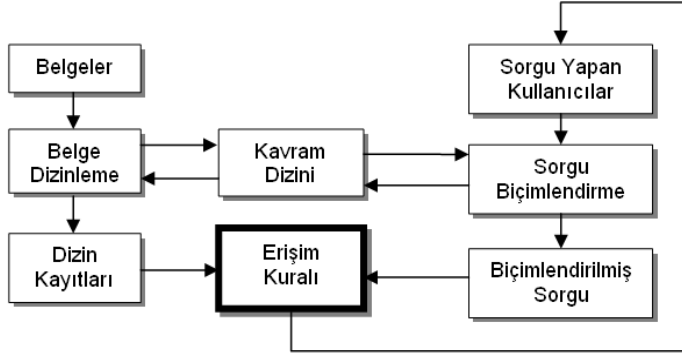 Belgeler
Sorgu Yapan
Kullanıcılar
Belge
Dizinleme
Kavram
Dizini
Sorgu
Biçimlendirme
Dizin
Kayıtları
Erişim
Kuralı
Biçimlendirilmiş
Sorgu